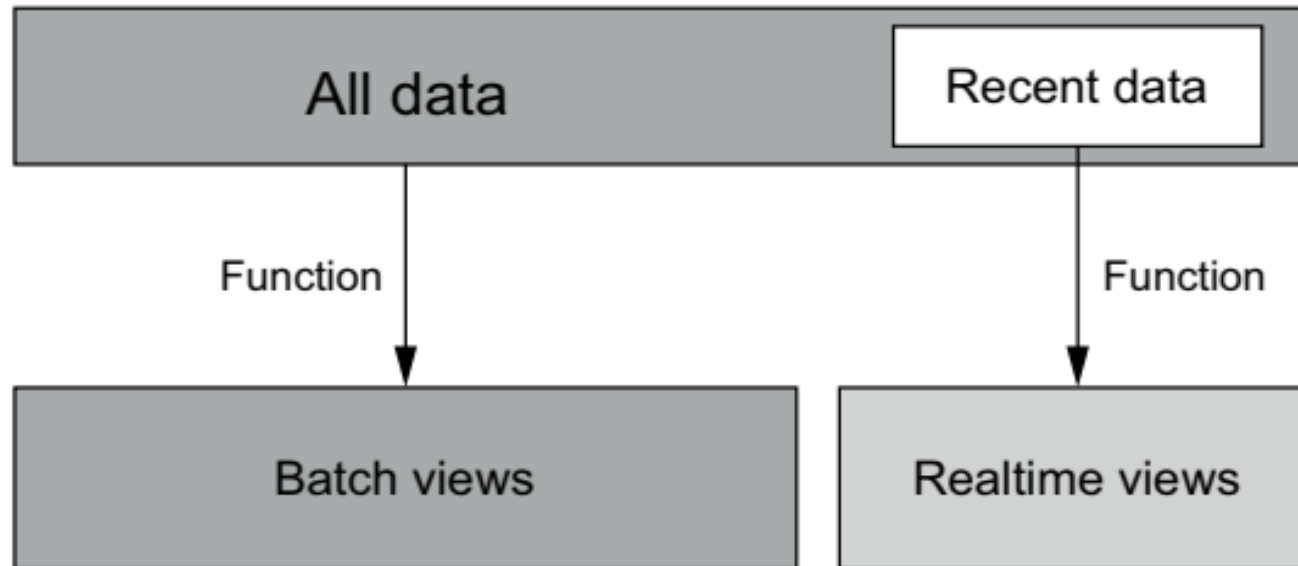 All data
Recent data
Function
Function
Batch views
Realtime views